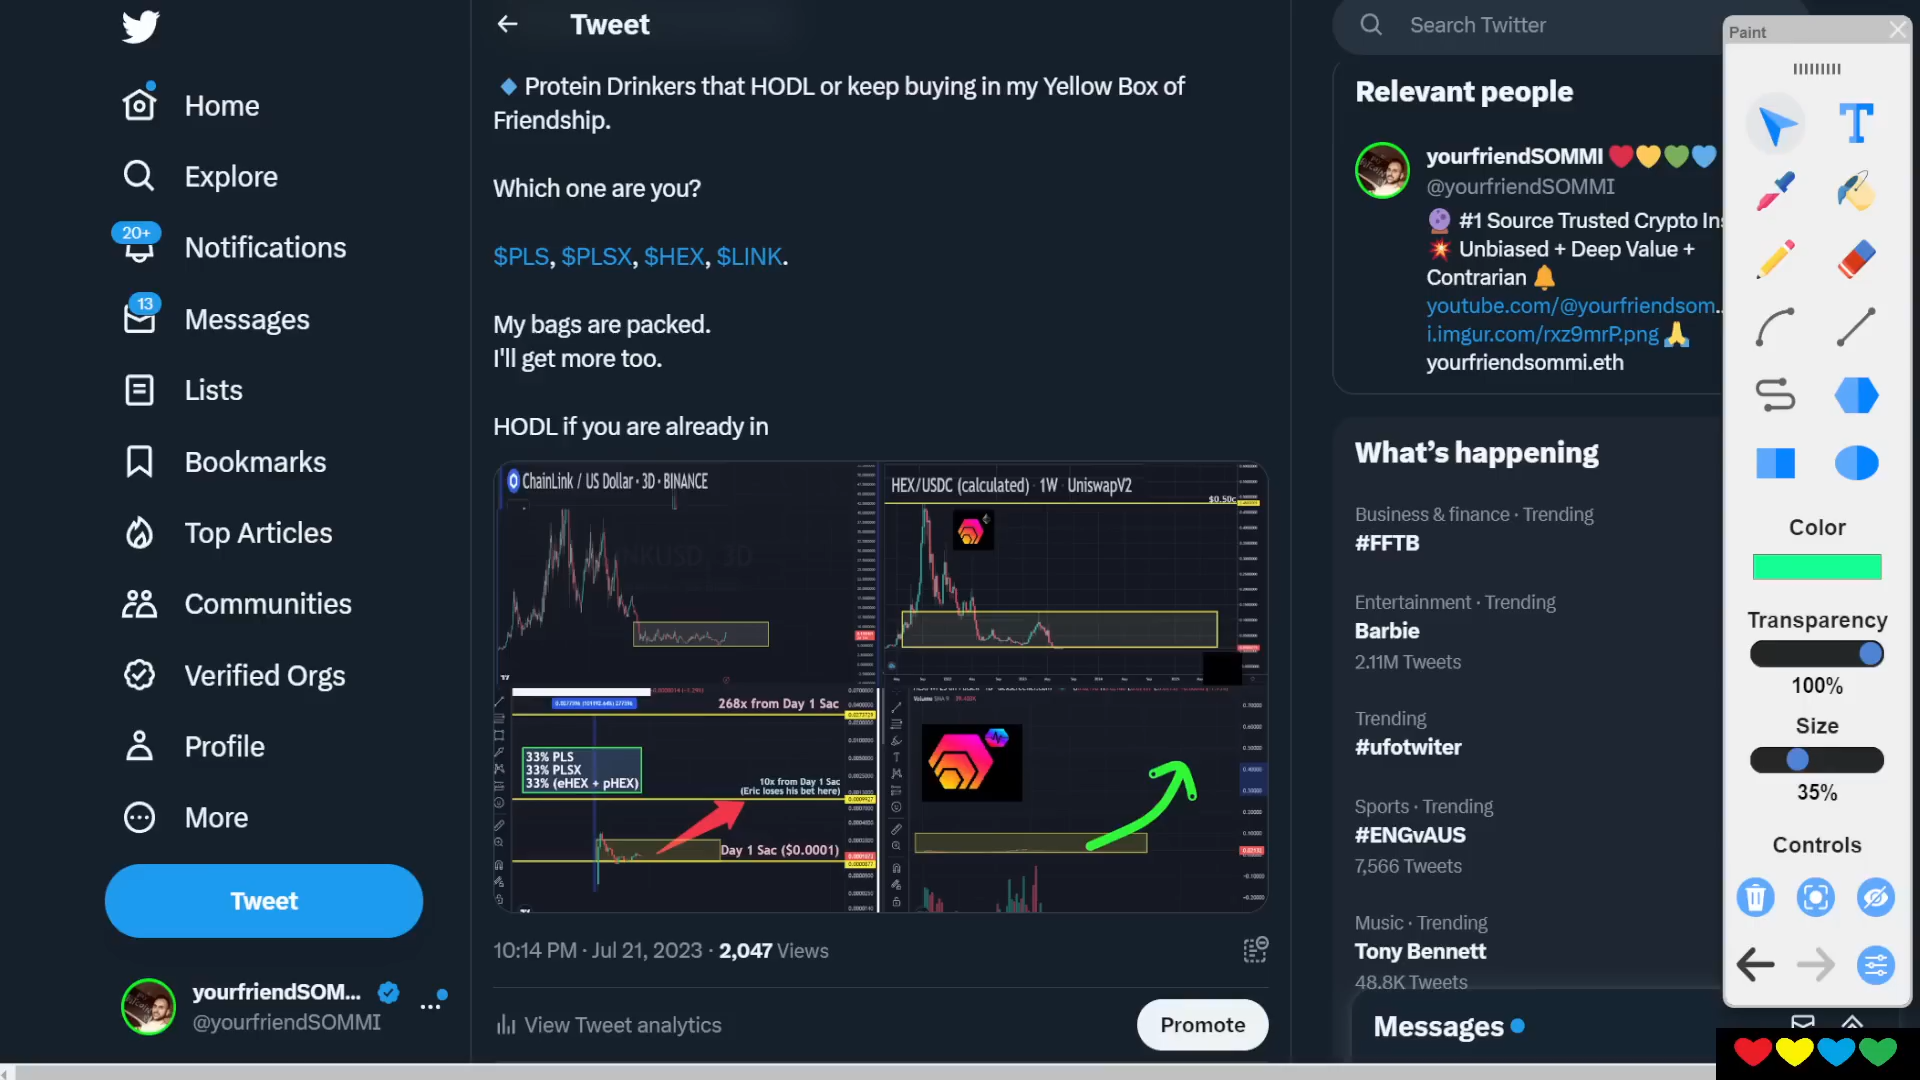 Home
Explore
20+
Notifications
13
Messages
Lists
Bookmarks
Top Articles
Communities
Verified Orgs
Profile
More
Tweet
yourfriendSOM...
@yourfriendSOMMI
Tweet
Protein Drinkers that HODL or keep buying in my Yellow Box of
Friendship.
Which one are you?
$PLS, $PLSX, $HEX, $LINK.
My bags are packed.
I'll get more too.
HODL if you are already in
ChainLink / US Dollar · 3D · BINANCE
HEX/USDC (calculated) 1W UniswapV2
$0.50c
268x from Day 1 Sac
33% PLS
33% PLSX
33% (eHEX + pHEX)
10x from Day 1 Sac
(Eric loses his bet here)
Day 1 Sac ($0.0001)
10:14 PM · Jul 21, 2023 · 2,047 Views
View Tweet analytics
Promote
Search Twitter
Relevant people
yourfriendSOMMI
@yourfriendSOMMI
#1 Source Trusted Crypto Ins
Unbiased + Deep Value +
Contrarian
youtube.com/@yourfriendsom...
i.imgur.com/rxz9mrP.png
yourfriendsommi.eth
What's happening
Business & finance · Trending
#FFTB
Entertainment · Trending
Barbie
2.11M Tweets
Trending
#ufotwiter
Sports · Trending
#ENGvAUS
7,566 Tweets
Music · Trending
Tony Bennett
48.8K Tweets
Messages
Paint
Color
Transparency
100%
Size
35%
Controls